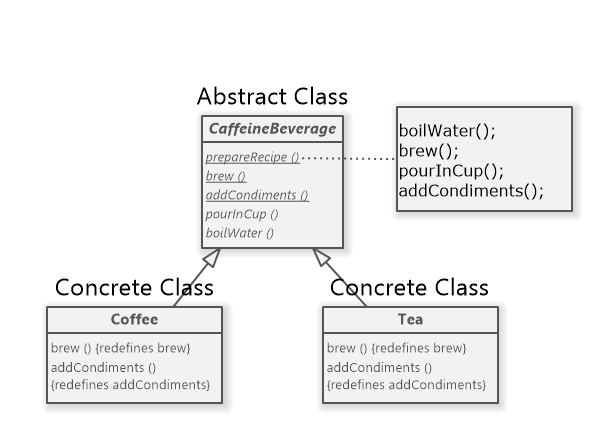 Abstract Class
CaffeineBeverage
prepareRecipe ()
brew ()
addCondiments ()
pourInCup ()
boilWater ()
boilWater();
brew();
pourInCup();
addCondiments();
Concrete Class
Coffee
brew () {redefines brew}
addCondiments ()
{redefines addCondiments}
Concrete Class
Tea
brew () {redefines brew}
addCondiments ()
{redefines addCondiments}